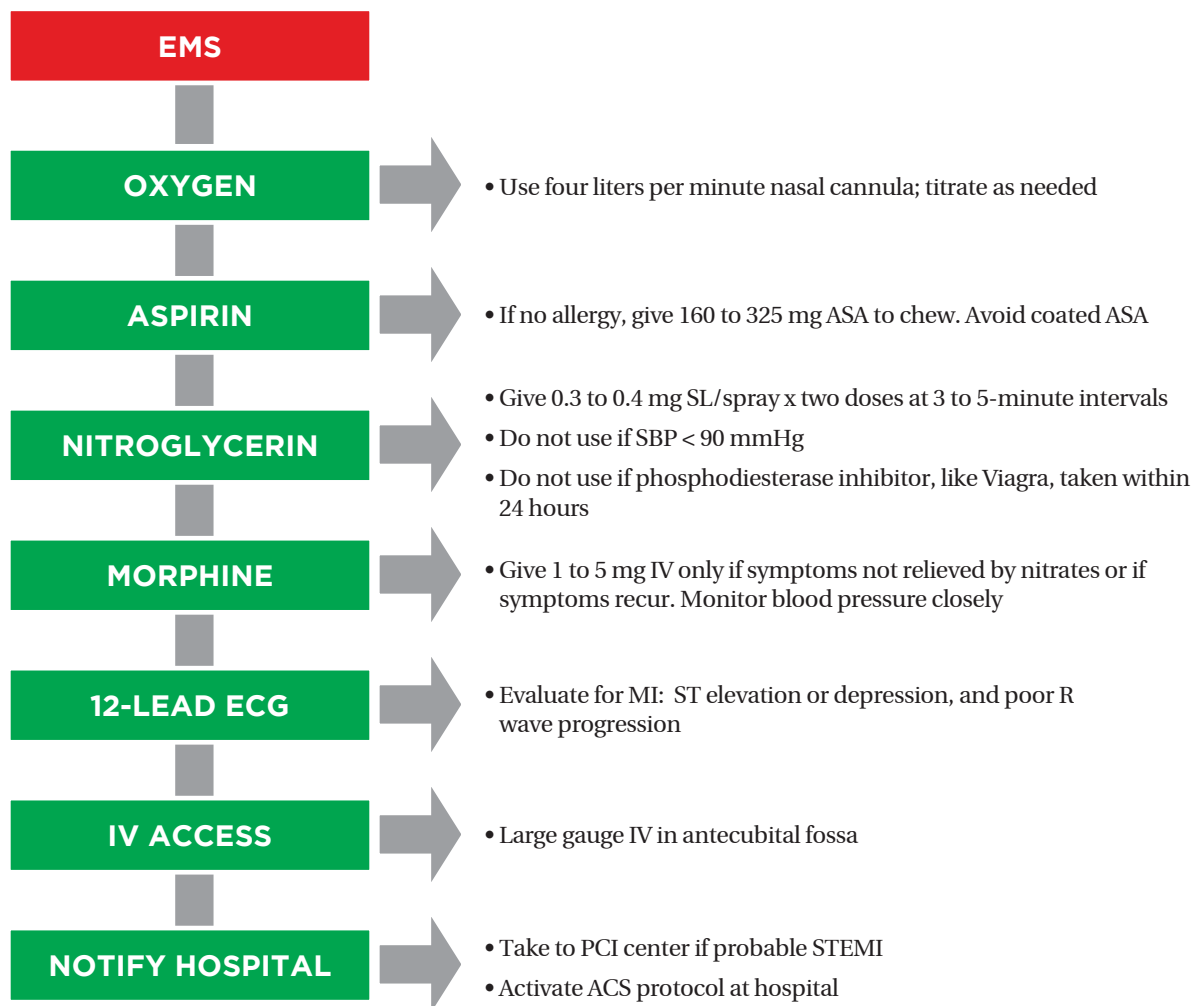 EMS
OXYGEN
• Use four liters per minute nasal cannula; titrate as needed
ASPIRIN
• If no allergy, give 160 to 325 mg ASA to chew. Avoid coated ASA
NITROGLYCERIN
• Give 0.3 to 0.4 mg SL/spray x two doses at 3 to 5-minute intervals
• Do not use if SBP < 90 mmHg
• Do not use if phosphodiesterase inhibitor, like Viagra, taken within
24 hours
MORPHINE
• Give 1 to 5 mg IV only if symptoms not relieved by nitrates or if
symptoms recur. Monitor blood pressure closely
12-LEAD ECG
• Evaluate for MI: ST elevation or depression, and poor R
wave progression
IV ACCESS
• Large gauge IV in antecubital fossa
NOTIFY HOSPITAL
• Take to PCI center if probable STEMI
• Activate ACS protocol at hospital